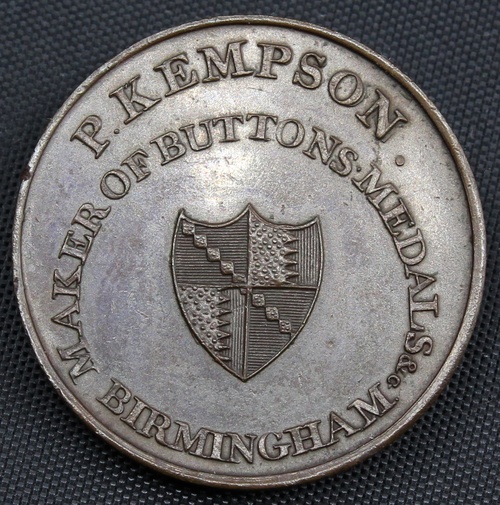 P. KEMPSON.
MAKER OF BUTTONS·MEDALS &c
BIRMINGHAM